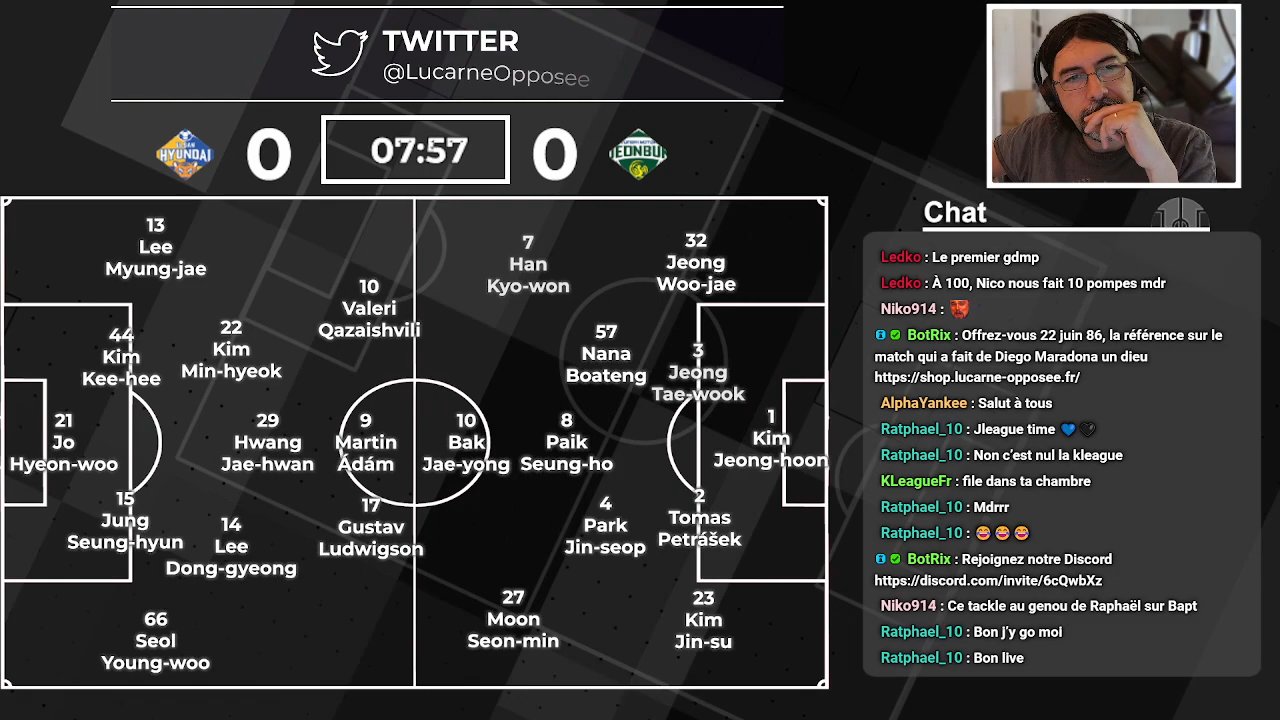 TWITTER
@LucarneOpposee
HYUNDAI
0
07:57
0
13
Lee
Myung-jae
44
Kim
Kee-hee
22
Kim
Min-hyeok
10
Valeri
Qazaishvili
21
Jo
Hyeon-woo
29
Hwang
Jae-hwan
9
Martin
Ádám
15
Jung
Seung-hyun
14
Lee
Dong-gyeong
17
Gustav
Ludwigson
66
Seol
Young-woo
7
Han
Kyo-won
32
Jeong
Woo-jae
57
Nana
Boateng
3
Jeong
Tae-wook
10
Bak
Jae-yong
8
Paik
Seung-ho
1
Kim
Jeong-hoon
4
Park
Jin-seop
2
Tomas
Petrášek
27
Moon
Seon-min
23
Kim
Jin-su
Chat
Ledko : Le premier gdmp
Ledko : À 100, Nico nous fait 10 pompes mdr
Niko914 :
BotRix : Offrez-vous 22 juin 86, la référence sur le
match qui a fait de Diego Maradona un dieu
https://shop.lucarne-opposee.fr/
AlphaYankee : Salut à tous
Ratphael_10 : Jleague time 💙🖤
Ratphael_10 : Non c’est nul la kleague
KLeagueFr : file dans ta chambre
Ratphael_10 : Mdrrr
Ratphael_10 : 😂😂😂
BotRix : Rejoignez notre Discord
https://discord.com/invite/6cQwbXz
Niko914 : Ce tackle au genou de Raphaël sur Bapt
Ratphael_10 : Bon j’y go moi
Ratphael_10 : Bon live